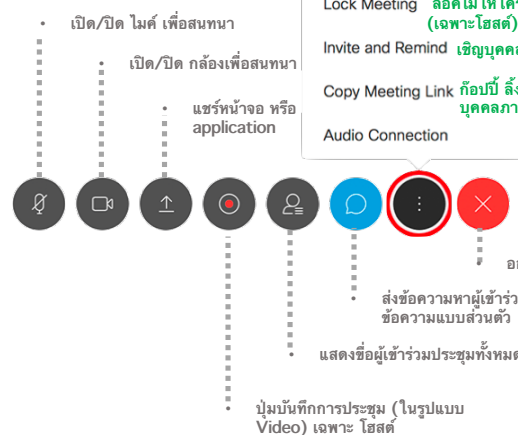 Lock Meeting
(เฉพาะโฮสต์)
เปิด/ปิด ไมค์ เพื่อสนทนา
Invite and Remind
เปิด/ปิด กล้องเพื่อสนทนา
Copy Meeting Link ก๊อปปี้
แชร์หน้าจอ หรือ
application
Audio Connection
ส่งข้อความหาผู้เข้าร่วม
ข้อความแบบส่วนตัว
แสดงชื่อผู้เข้าร่วมประชุมทั้งหมด
ปุ่มบันทึกการประชุม (ในรูปแบบ
Video) เฉพาะ โฮสต์